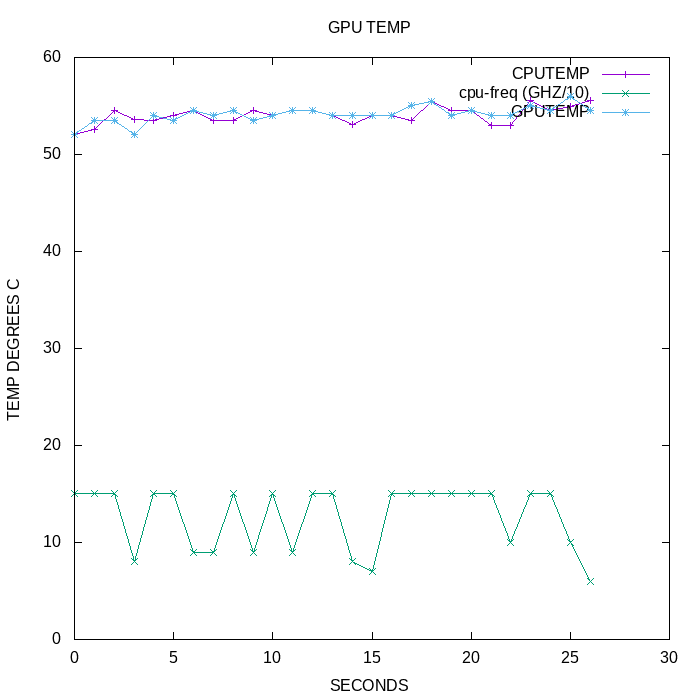 GPU TEMP
60
50
40
30
20
10
0
CPUTEMP
cpu-freq (GHZ/10)
GPUTEMP
TEMP DEGREES C
0 5 10 15 20 25 30
SECONDS